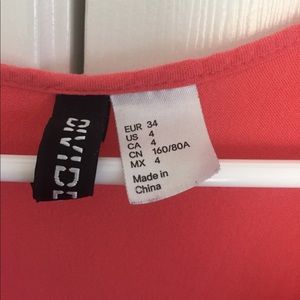 EUR 34
US 4
CA 4
CN 160/80A
MX 4
Made in
China